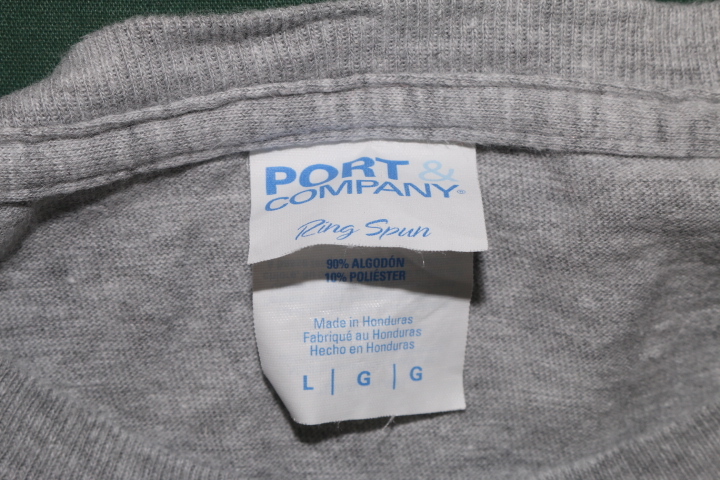 PORT &
COMPANY®
Ring Spun
90% ALGODÓN
10% POLIÉSTER
Made in Honduras
Fabriqué au Honduras
Hecho en Honduras
L | G | G